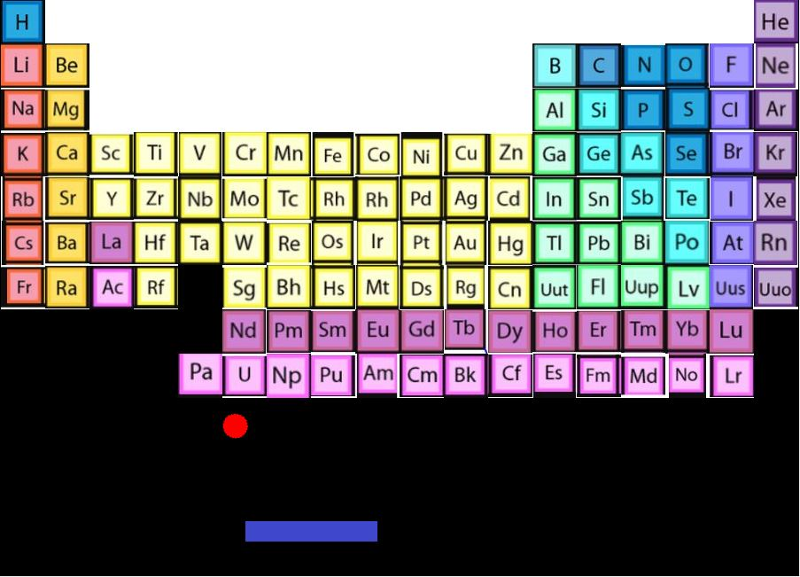 H He
Li Be B C N O F Ne
Na Mg Al Si P S Cl Ar
K Ca Sc Ti V Cr Mn Fe Co Ni Cu Zn Ga Ge As Se Br Kr
Rb Sr Y Zr Nb Mo Tc Rh Rh Pd Ag Cd In Sn Sb Te I Xe
Cs Ba La Hf Ta W Re Os Ir Pt Au Hg Tl Pb Bi Po At Rn
Fr Ra Ac Rf Sg Bh Hs Mt Ds Rg Cn Uut Fl Uup Lv Uus Uuo
Nd Pm Sm Eu Gd Tb Dy Ho Er Tm Yb Lu
Pa U Np Pu Am Cm Bk Cf Es Fm Md No Lr